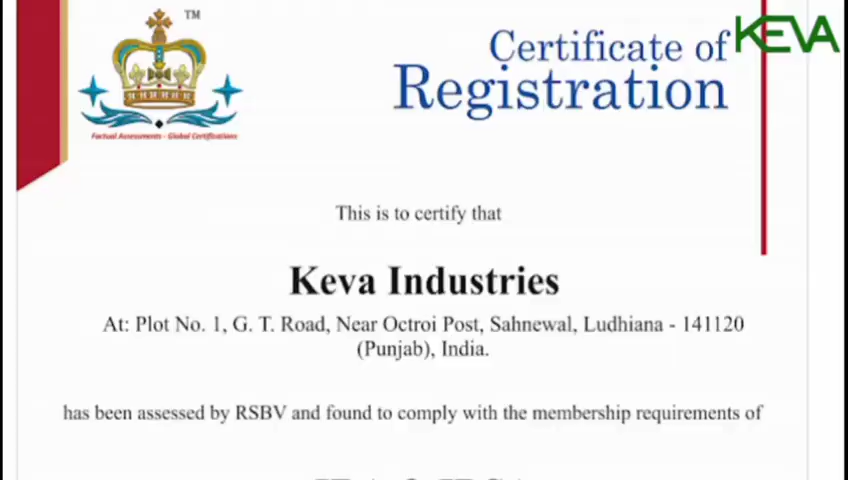 TM
Certificate of
KEVA
Registration
Factual Assessments - Global Certifications
This is to certify that
Keva Industries
At: Plot No. 1, G. T. Road, Near Octroi Post, Sahnewal, Ludhiana - 141120
(Punjab), India.
has been assessed by RSBV and found to comply with the membership requirements of